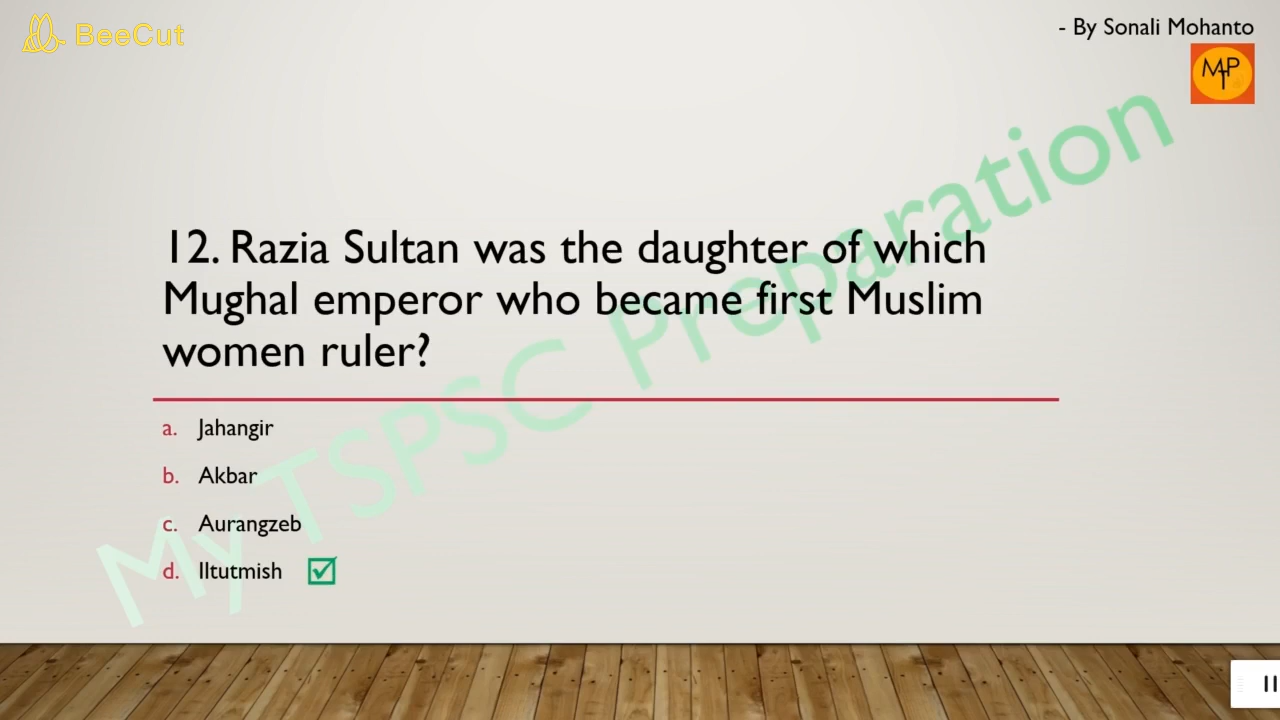 BeeCut
- By Sonali Mohanto
MTP
12. Razia Sultan was the daughter of which
Mughal emperor who became first Muslim
women ruler?
a. Jahangir
b. Akbar
c. Aurangzeb
d. Iltutmish
My TSPSC Preparation